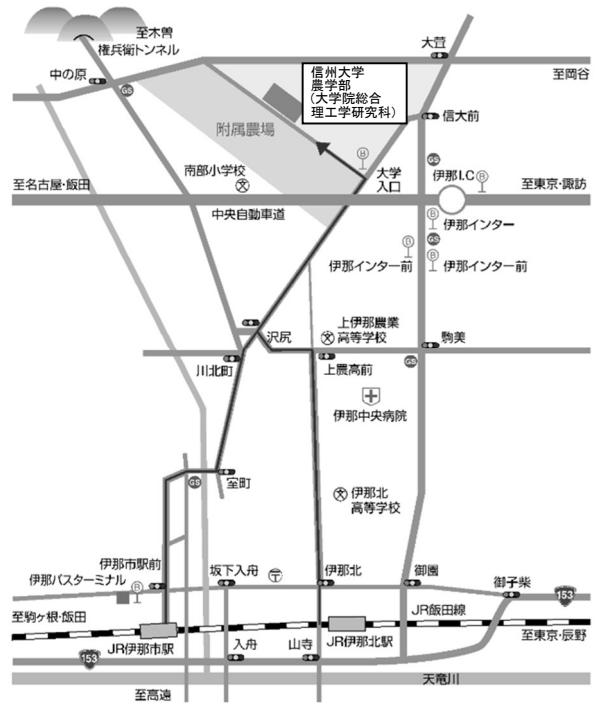 至木曽
権兵衛トンネル
大萱
中の原
至岡谷
GS
信州大学
農学部
(大学院総合
理工学研究科)
信大前
附属農場
B
GS
南部小学校
文
大学
入口
伊那I.C
B
至名古屋・飯田
至東京・諏訪
中央自動車道
B
伊那インター
B
GS
伊那インター前
B
伊那インター前
沢尻
上伊那農業
高等学校
文
駒美
川北町
上農高前
GS
伊那中央病院
室町
GS
文
伊那北
高等学校
伊那市駅前
坂下入舟
〒
伊那北
御園
伊那バスターミナル
B
御子柴
153
至駒ヶ根・飯田
JR飯田線
至東京・辰野
JR伊那市駅
入舟
山寺
JR伊那北駅
153
天竜川
至高遠